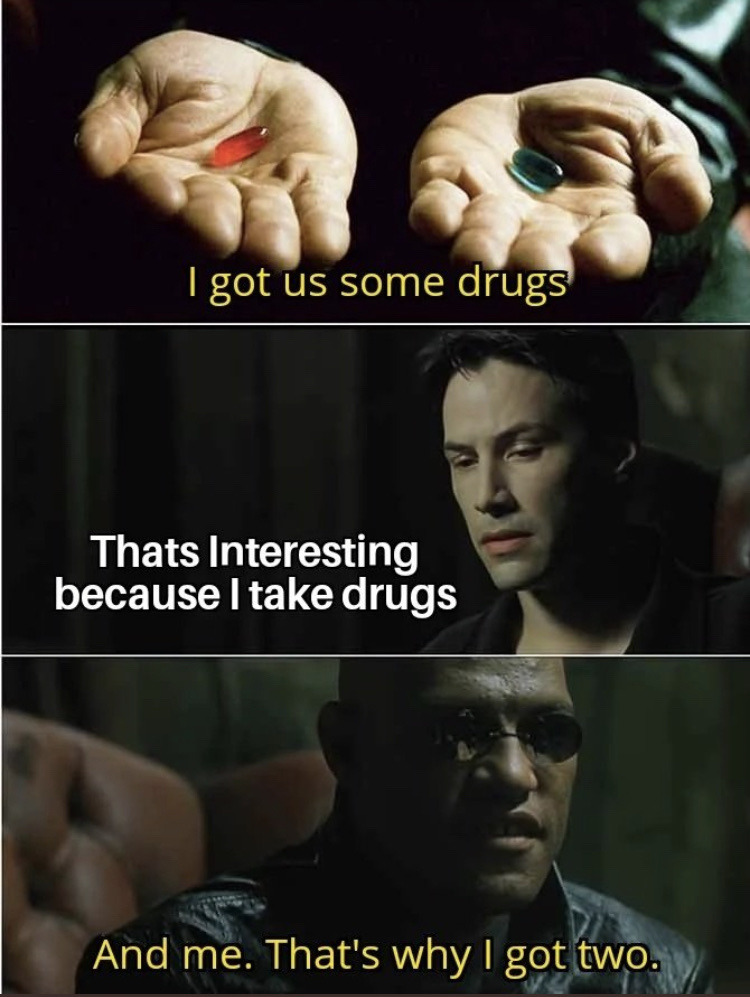 I got us some drugs
Thats Interesting
because I take drugs
And me. That's why I got two.